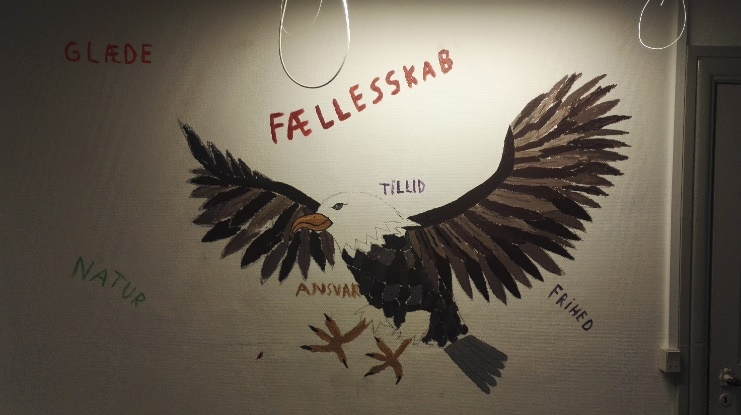 GLÆDE
FÆLLESSKAB
TILLID
NATUR
ANSVAR
FRIHED